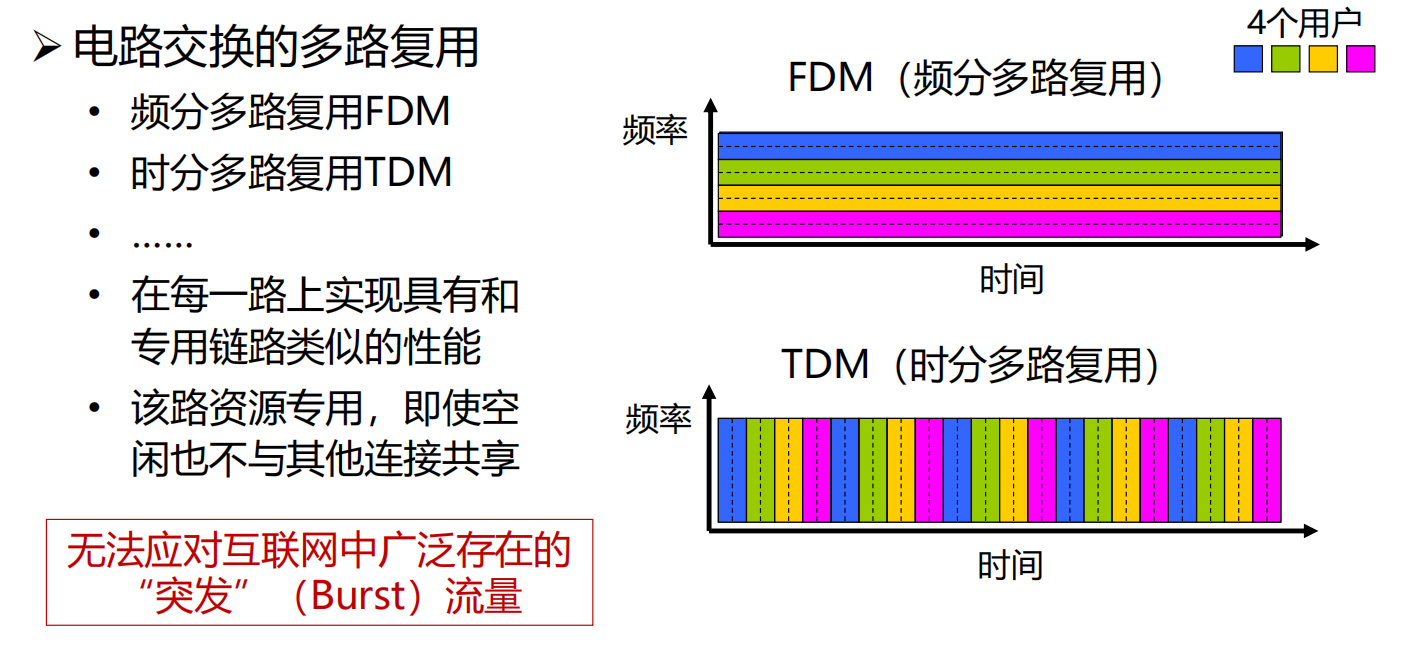 ➢ 电路交换的多路复用
• 频分多路复用FDM
• 时分多路复用TDM
• ……
• 在每一路上实现具有和
专用链路类似的性能
• 该路资源专用，即使空
闲也不与其他连接共享
无法应对互联网中广泛存在的
“突发”（Burst）流量
4个用户
FDM（频分多路复用）
频率
时间
TDM（时分多路复用）
频率
时间